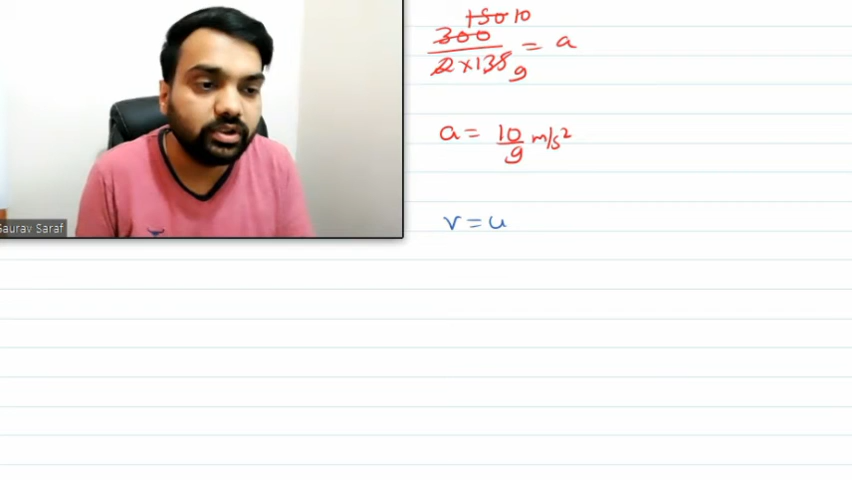 150 10
300
2 x 135 9 = a
a = 10/9 m/s²
v = u
Saurav Saraf